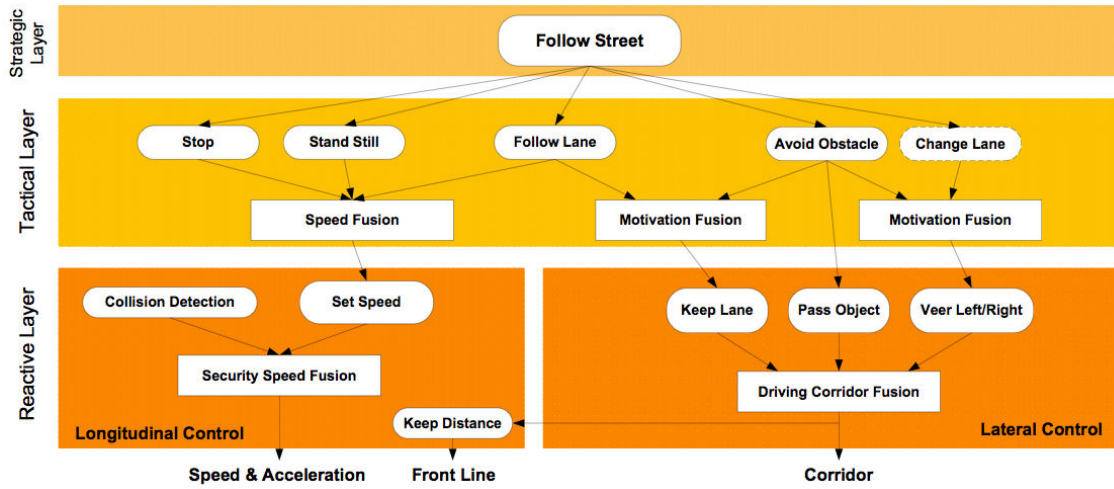 Strategic
Layer
Follow Street
Tactical Layer
Stop
Stand Still
Follow Lane
Avoid Obstacle
Change Lane
Speed Fusion
Motivation Fusion
Motivation Fusion
Reactive Layer
Collision Detection
Set Speed
Keep Lane
Pass Object
Veer Left/Right
Security Speed Fusion
Driving Corridor Fusion
Keep Distance
Longitudinal Control
Lateral Control
Speed & Acceleration
Front Line
Corridor